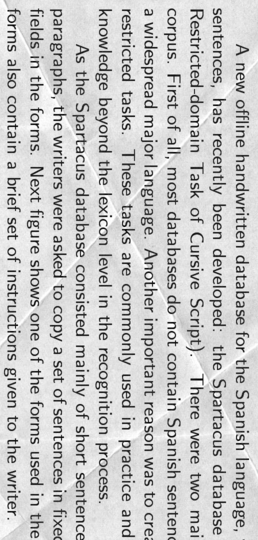 A new offline handwritten database for the Spanish language,
sentences, has recently been developed: the Spartacus database
Restricted-domain Task of Cursive Script). There were two mai
corpus. First of all, most databases do not contain Spanish sentenc
a widespread major language. Another important reason was to crea
restricted tasks. These tasks are commonly used in practice and
knowledge beyond the lexicon level in the recognition process.
As the Spartacus database consisted mainly of short sentence
paragraphs, the writers were asked to copy a set of sentences in fixed
fields in the forms. Next figure shows one of the forms used in the
forms also contain a brief set of instructions given to the writer.